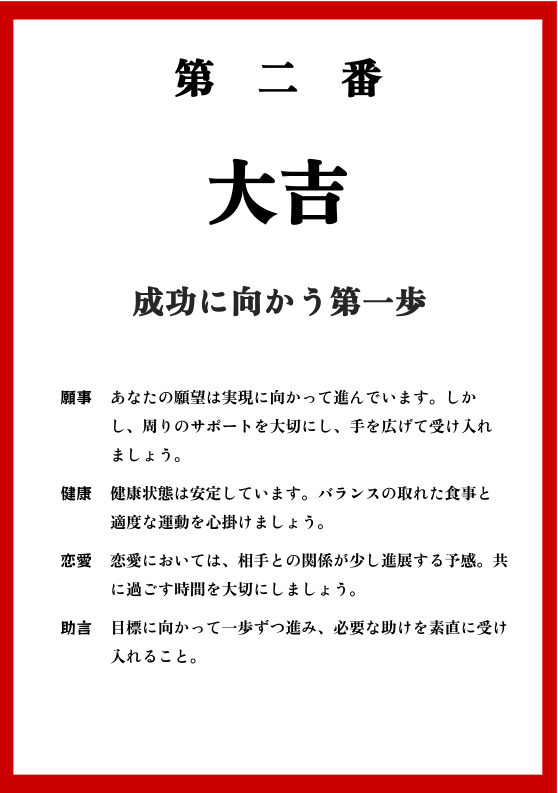 第 二 番
大吉
成功に向かう第一歩
願事 あなたの願望は実現に向かって進んでいます。しか
し、周りのサポートを大切にし、手を広げて受け入れ
ましょう。
健康 健康状態は安定しています。バランスの取れた食事と
適度な運動を心掛けましょう。
恋愛 恋愛においては、相手との関係が少し進展する予感。共
に過ごす時間を大切にしましょう。
助言 目標に向かって一歩ずつ進み、必要な助けを素直に受け
入れること。